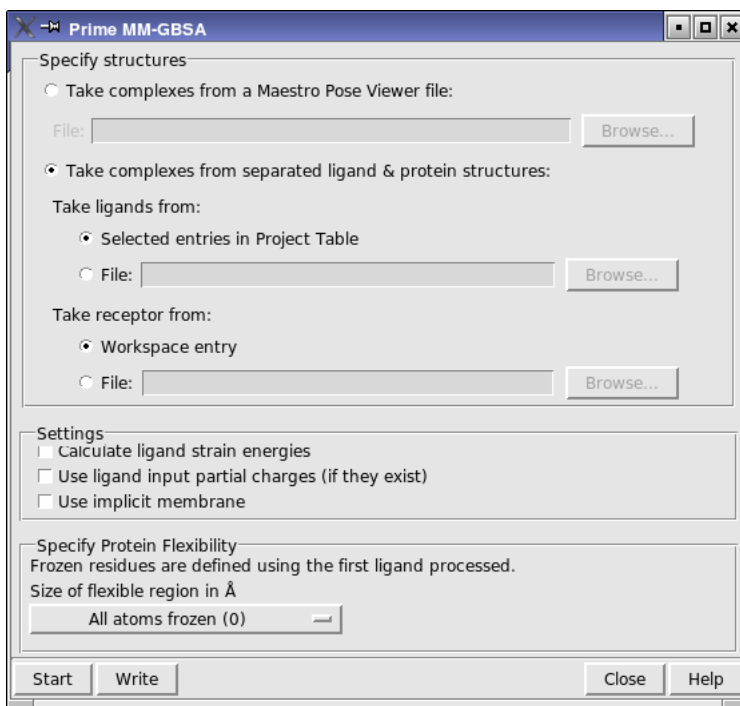 Prime MM-GBSA
Specify structures
Take complexes from a Maestro Pose Viewer file:
File: Browse...
Take complexes from separated ligand & protein structures:
Take ligands from:
Selected entries in Project Table
File: Browse...
Take receptor from:
Workspace entry
File: Browse...
Settings
Calculate ligand strain energies
Use ligand input partial charges (if they exist)
Use implicit membrane
Specify Protein Flexibility
Frozen residues are defined using the first ligand processed.
Size of flexible region in Å
All atoms frozen (0)
Start Write Close Help